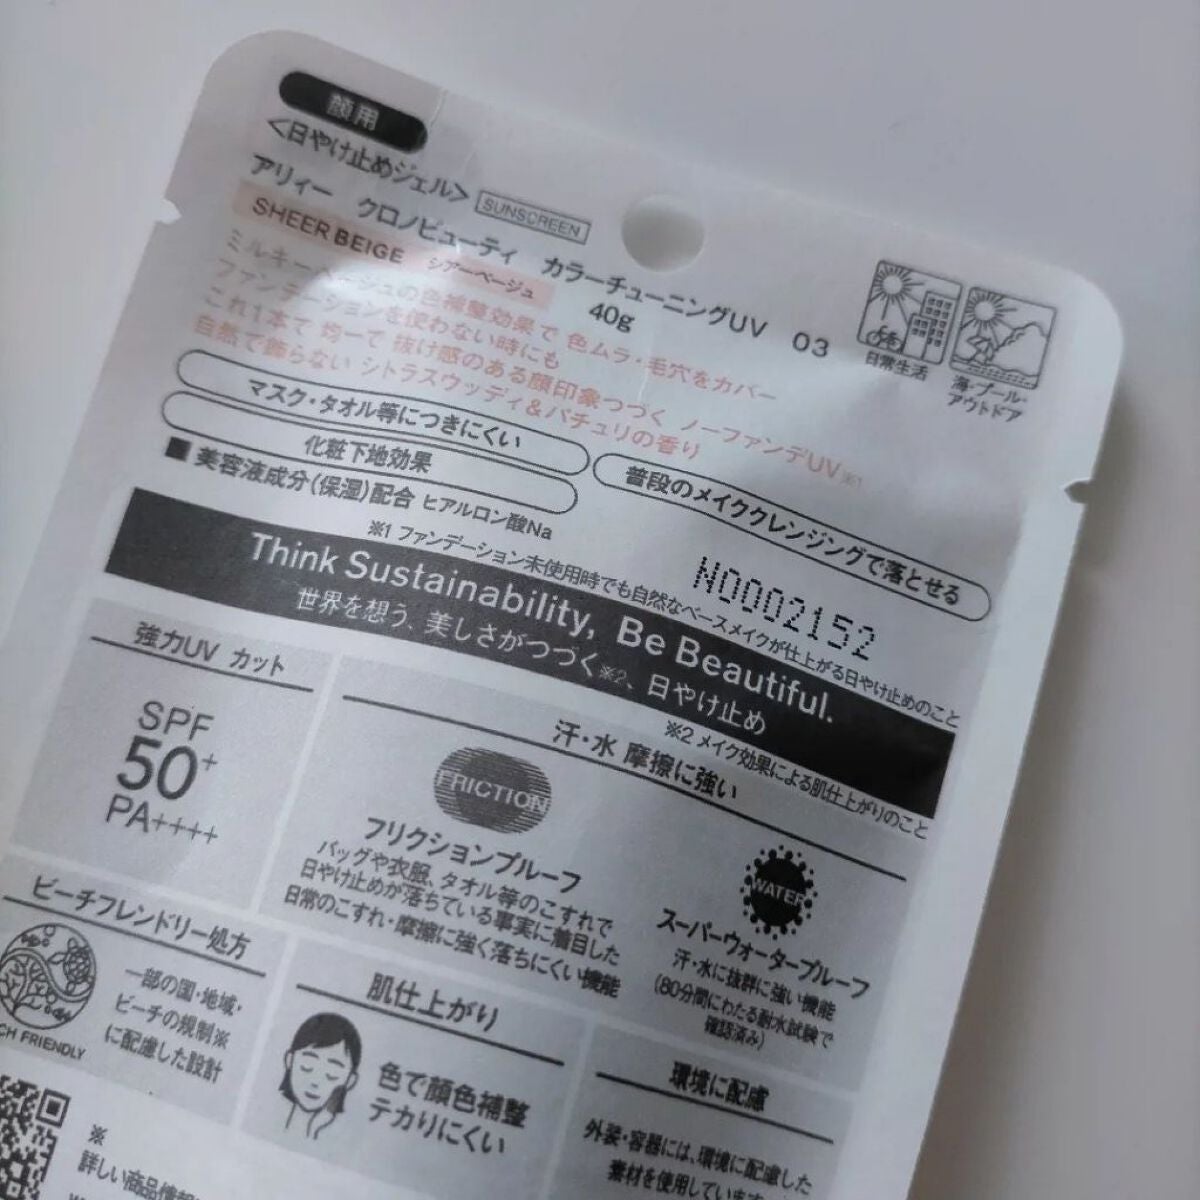 顔用
<日やけ止めジェル> SUNSCREEN
アリィー クロノビューティ カラーチューニングUV 03
SHEER BEIGE シアーベージュ 40g
ミルキーベージュの色補整効果で 色ムラ・毛穴をカバー
ファンデーションを使わない時にも
これ1本で 均一で 抜け感のある顔印象つづく ノーファンデUV※1
自然で飾らない シトラスウッディ&パチュリの香り
日常生活
海・プール・
アウトドア
マスク・タオル等につきにくい
化粧下地効果
普段のメイククレンジングで落とせる
■美容液成分(保湿)配合 ヒアルロン酸Na
※1 ファンデーション未使用時でも自然なベースメイクが仕上がる日やけ止めのこと
N0002152
Think Sustainability, Be Beautiful.
世界を想う、美しさがつづく※2、日やけ止め
※2 メイク効果による肌仕上がりのこと
強力UV カット
SPF
50+
PA++++
汗・水 摩擦に強い
FRICTION
フリクションプルーフ
バッグや衣服、タオル等のこすれで
日やけ止めが落ちている事実に着目した
日常のこすれ・摩擦に強く落ちにくい機能
WATER
スーパーウォータープルーフ
汗・水に抜群に強い機能
(80分間にわたる耐水試験で
確認済み)
ビーチフレンドリー処方
CH FRIENDLY
一部の国・地域・
ビーチの規制※
に配慮した設計
肌仕上がり
色で顔色補整
テカりにくい
環境に配慮
外装・容器には、環境に配慮した
素材を使用しています
※
詳しい商品情報